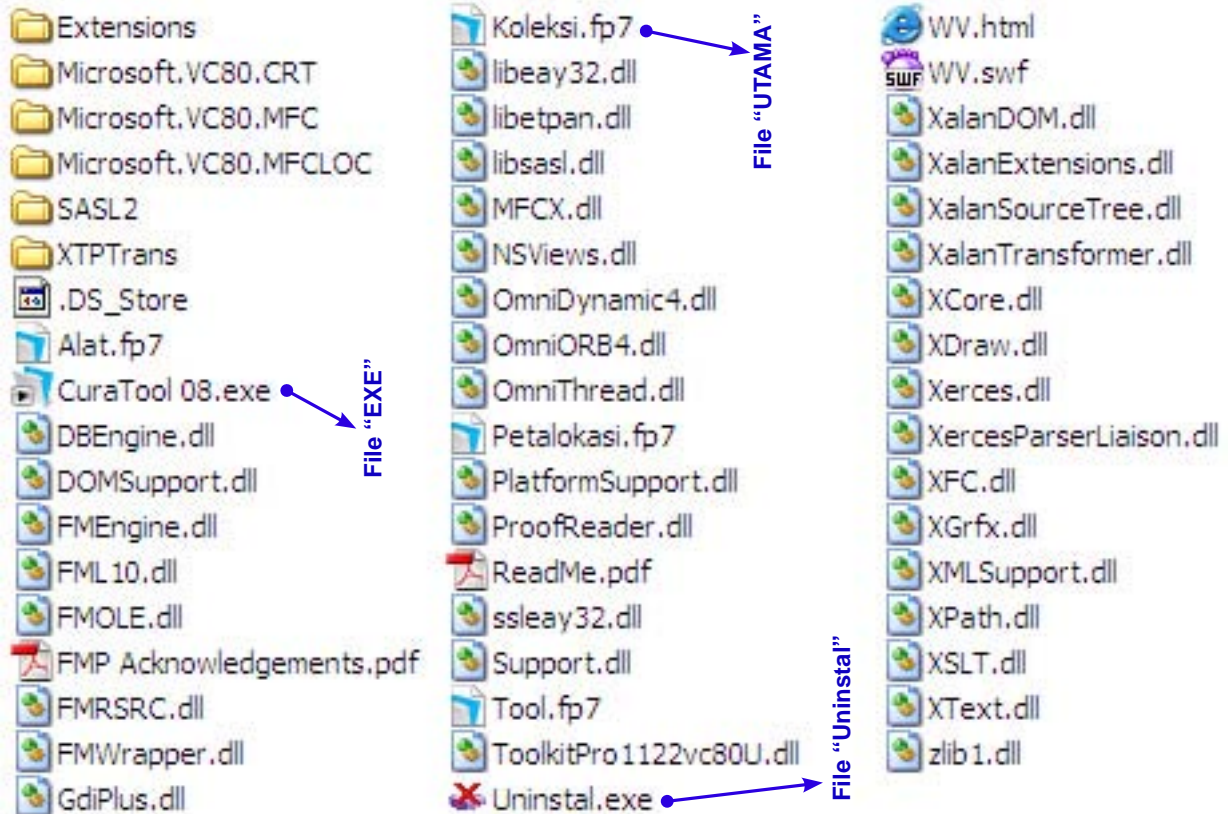 Extensions
Microsoft.VC80.CRT
Microsoft.VC80.MFC
Microsoft.VC80.MFCLOC
SASL2
XTPTrans
.DS_Store
Alat.fp7
CuraTool 08.exe
File “EXE”
DBEngine.dll
DOMSupport.dll
FMEngine.dll
FML10.dll
FMOLE.dll
FMP Acknowledgements.pdf
FMRSRC.dll
FMWrapper.dll
GdiPlus.dll
Koleksi.fp7
File “UTAMA”
libeay32.dll
libetpan.dll
libsasl.dll
MFCX.dll
NSViews.dll
OmniDynamic4.dll
OmniORB4.dll
OmniThread.dll
Petalokasi.fp7
PlatformSupport.dll
ProofReader.dll
ReadMe.pdf
ssleay32.dll
Support.dll
Tool.fp7
ToolkitPro1122vc80U.dll
Uninstal.exe
File “Uninstal”
WV.html
SWF WV.swf
XalanDOM.dll
XalanExtensions.dll
XalanSourceTree.dll
XalanTransformer.dll
XCore.dll
XDraw.dll
Xerces.dll
XercesParserLiaison.dll
XFC.dll
XGrfx.dll
XMLSupport.dll
XPath.dll
XSLT.dll
XText.dll
zlib1.dll